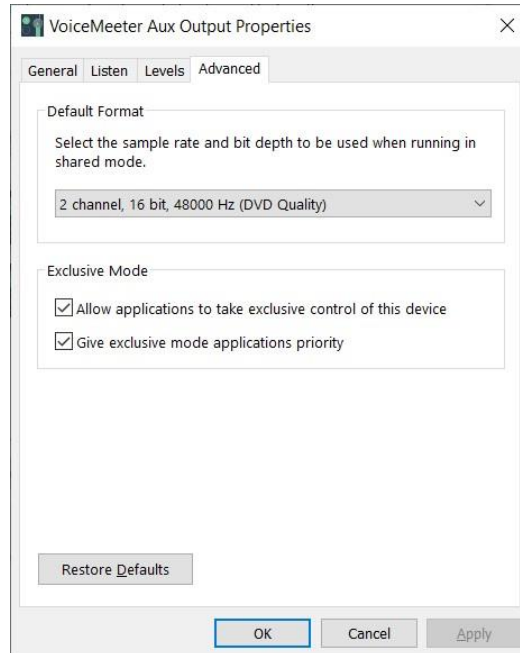 VoiceMeeter Aux Output Properties
General Listen Levels Advanced
Default Format
Select the sample rate and bit depth to be used when running in
shared mode.
2 channel, 16 bit, 48000 Hz (DVD Quality)
Exclusive Mode
Allow applications to take exclusive control of this device
Give exclusive mode applications priority
Restore Defaults
OK Cancel Apply